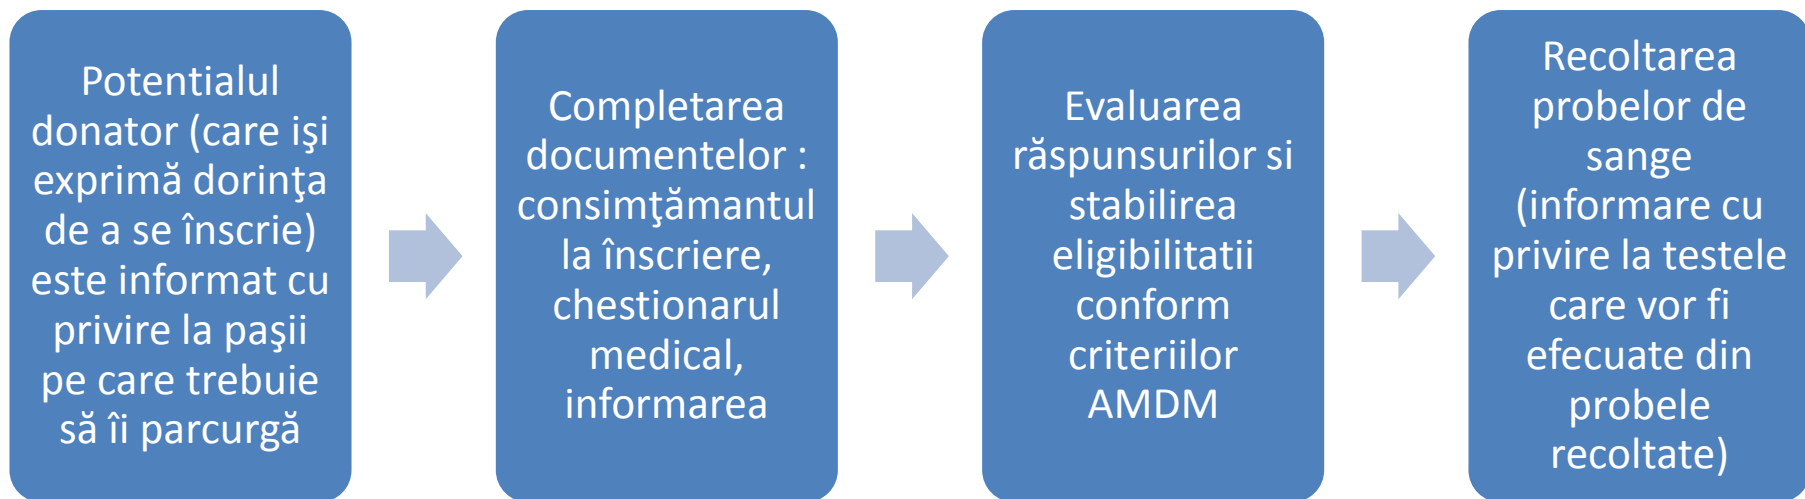 Potentialul
donator (care işi
exprimă dorinţa
de a se înscrie)
este informat cu
privire la paşii
pe care trebuie
să îi parcurgă
Completarea
documentelor :
consimţămantul
la înscriere,
chestionarul
medical,
informarea
Evaluarea
răspunsurilor si
stabilirea
eligibilitatii
conform
criteriilor
AMDM
Recoltarea
probelor de
sange
(informare cu
privire la testele
care vor fi
efecuate din
probele
recoltate)